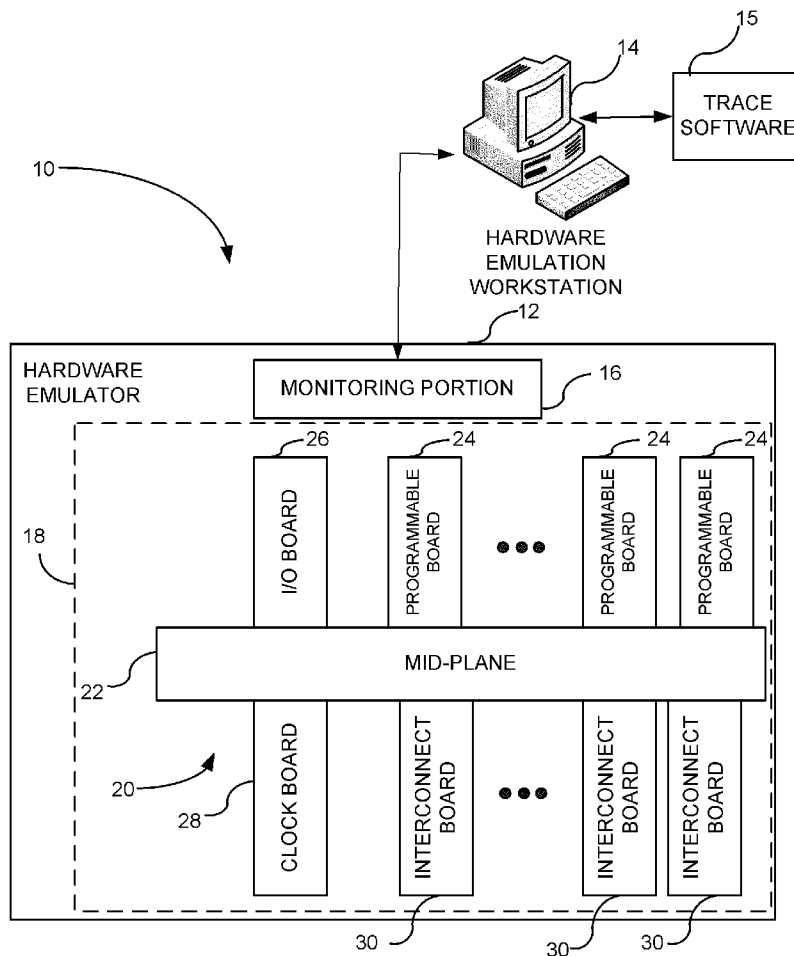 15
14
TRACE
SOFTWARE
10
HARDWARE
EMULATION
WORKSTATION
12
HARDWARE
EMULATOR
MONITORING PORTION
16
26
24
24
24
I/O BOARD
PROGRAMMABLE
BOARD
PROGRAMMABLE
BOARD
PROGRAMMABLE
BOARD
18
MID-PLANE
22
20
28
CLOCK BOARD
INTERCONNECT
BOARD
INTERCONNECT
BOARD
INTERCONNECT
BOARD
30
30
30